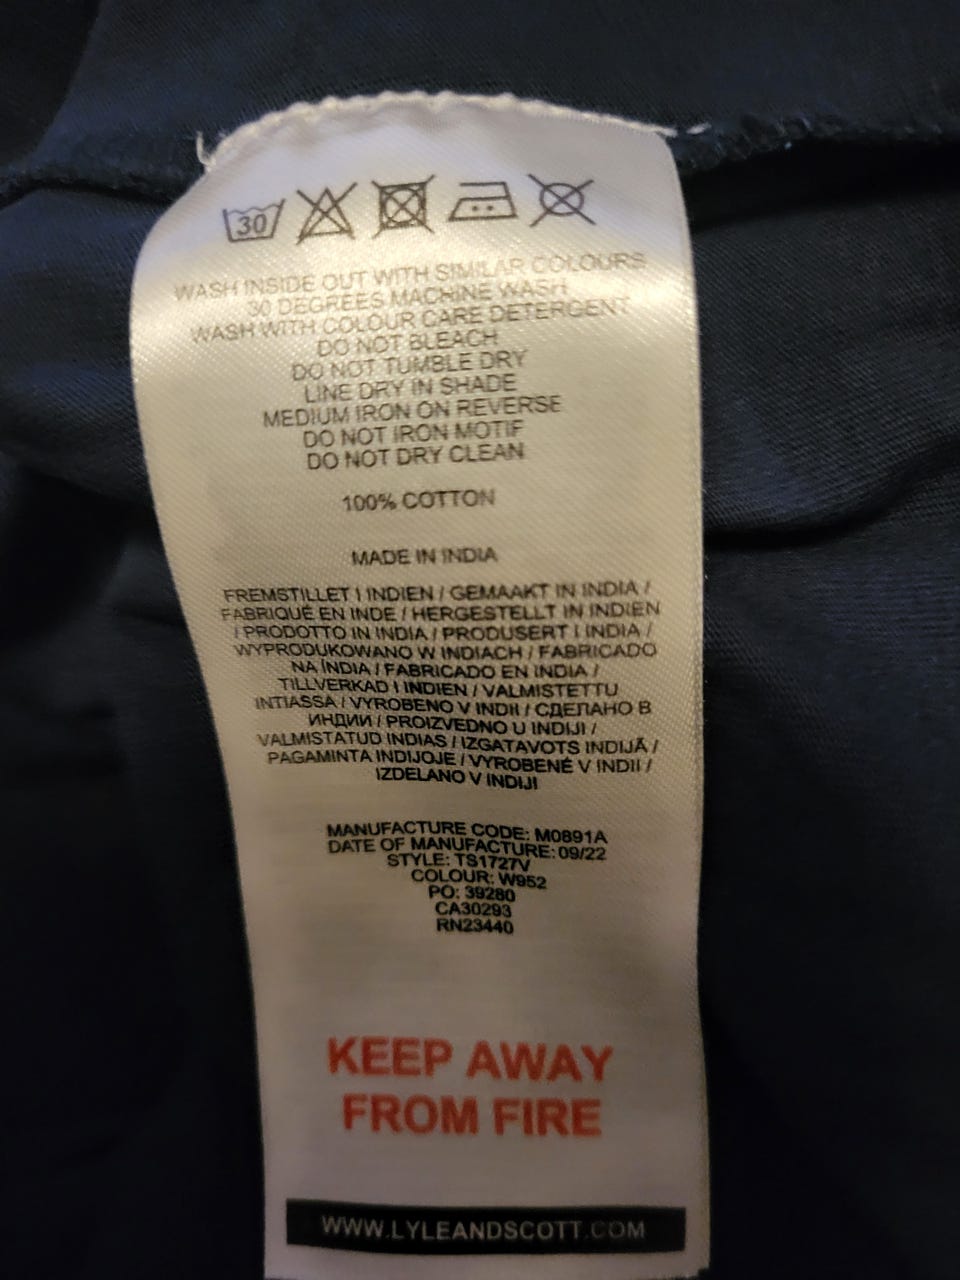 30
WASH INSIDE OUT WITH SIMILAR COLOURS
30 DEGREES MACHINE WASH
WASH WITH COLOUR CARE DETERGENT
DO NOT BLEACH
DO NOT TUMBLE DRY
LINE DRY IN SHADE
MEDIUM IRON ON REVERSE
DO NOT IRON MOTIF
DO NOT DRY CLEAN
100% COTTON
MADE IN INDIA
FREMSTILLET I INDIEN / GEMAAKT IN INDIA /
FABRIQUÉ EN INDE / HERGESTELLT IN INDIEN
/ PRODOTTO IN INDIA / PRODUSERT I INDIA /
WYPRODUKOWANO W INDIACH / FABRICADO
NA ÍNDIA / FABRICADO EN INDIA /
TILLVERKAD I INDIEN / VALMISTETTU
INTIASSA / VYROBENO V INDII / СДЕЛАНО В
ИНДИИ / PROIZVEDNO U INDIJI /
VALMISTATUD INDIAS / IZGATAVOTS INDIJĀ /
PAGAMINTA INDIJOJE / VYROBENÉ V INDII /
IZDELANO V INDIJI
MANUFACTURE CODE: M0891A
DATE OF MANUFACTURE: 09/22
STYLE: TS1727V
COLOUR: W952
PO: 39280
CA30293
RN23440
KEEP AWAY
FROM FIRE
WWW.LYLEANDSCOTT.COM